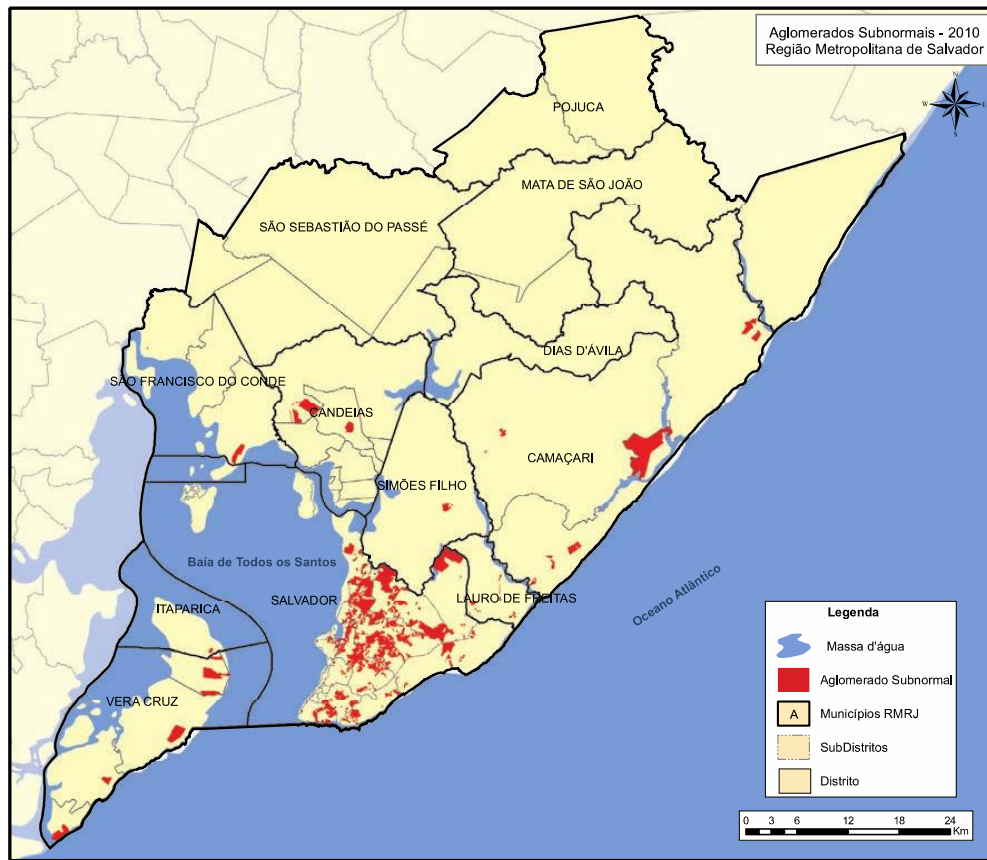 Aglomerados Subnormais - 2010
Região Metropolitana de Salvador
N
W
E
S
POJUCA
MATA DE SÃO JOÃO
SÃO SEBASTIÃO DO PASSÉ
DIAS D'ÁVILA
SÃO FRANCISCO DO CONDE
CANDEIAS
CAMAÇARI
SIMÕES FILHO
Baía de Todos os Santos
SALVADOR
LAURO DE FREITAS
ITAPARICA
Oceano Atlântico
VERA CRUZ
Legenda
Massa d'água
Aglomerado Subnormal
A
Municípios RMRJ
SubDistritos
Distrito
0 3 6 12 18 24
Km